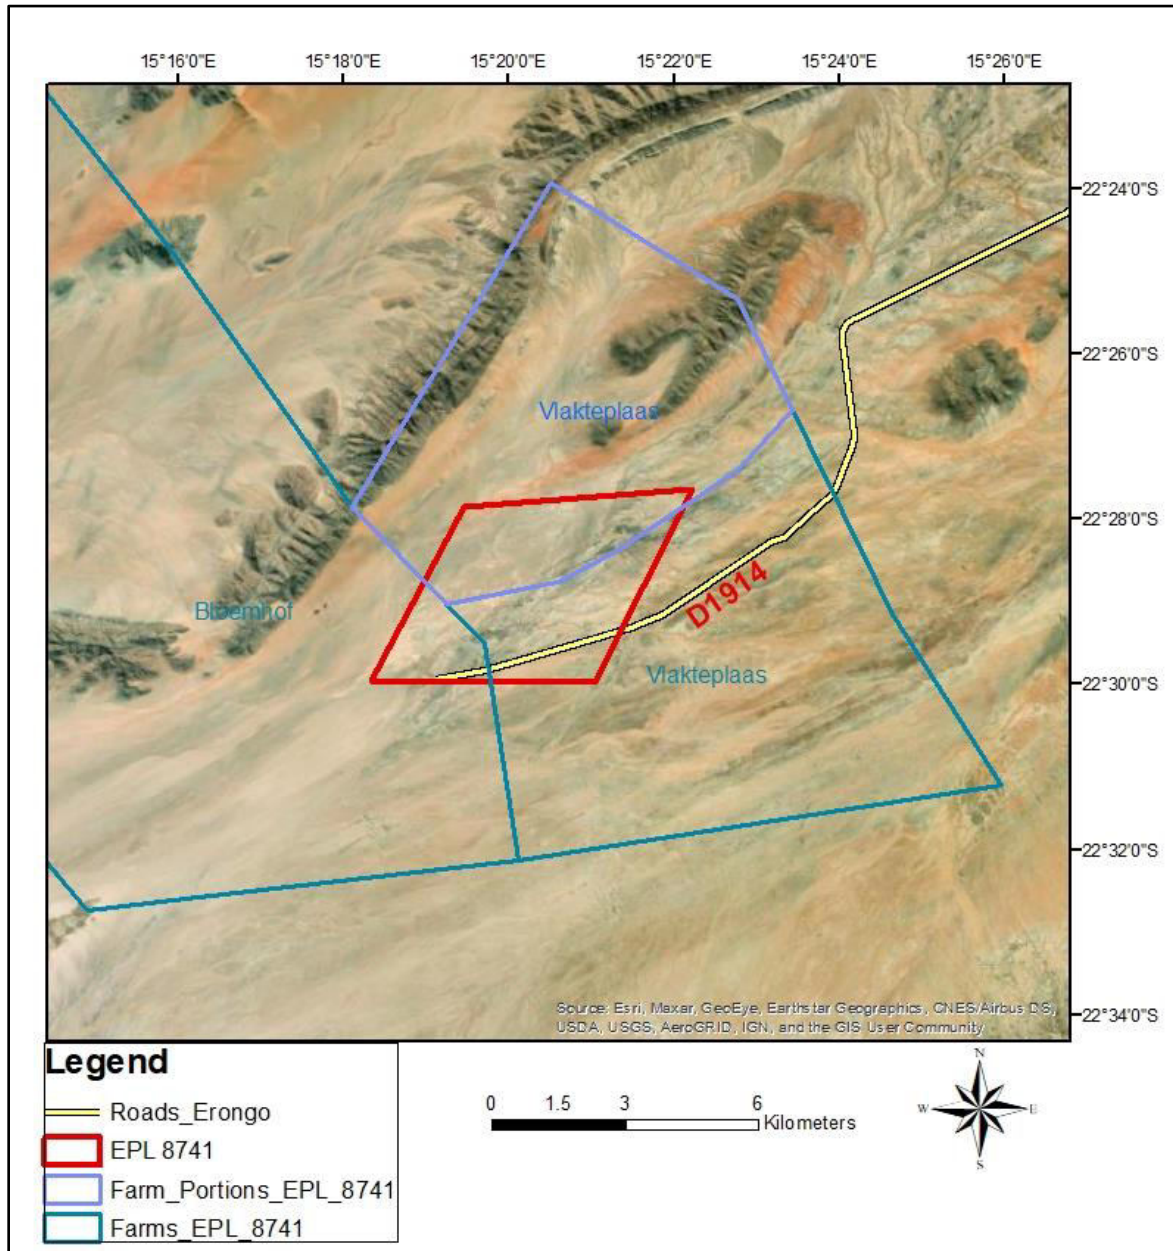 15°16'0"E 15°18'0"E 15°20'0"E 15°22'0"E 15°24'0"E 15°26'0"E
22°24'0"S
22°26'0"S
Vlakteplaas
22°28'0"S
D1914
Bloemhof
Vlakteplaas
22°30'0"S
22°32'0"S
Source: Esri, Maxar, GeoEye, Earthstar Geographics, CNES/Airbus DS,
USDA, USGS, AeroGRID, IGN, and the GIS User Community
22°34'0"S
Legend
Roads_Erongo
EPL 8741
Farm_Portions_EPL_8741
Farms_EPL_8741
0 1.5 3 6
Kilometers
N
W E
S